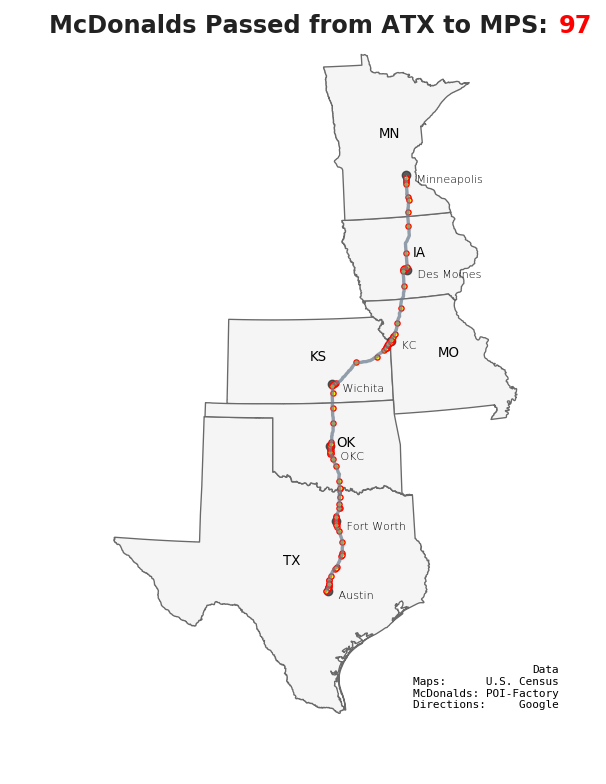 McDonalds Passed from ATX to MPS: 97
MN
Minneapolis
IA
Des Moines
KC
MO
KS
Wichita
OK
OKC
Fort Worth
TX
Austin
Data
Maps: U.S. Census
McDonalds: POI-Factory
Directions: Google